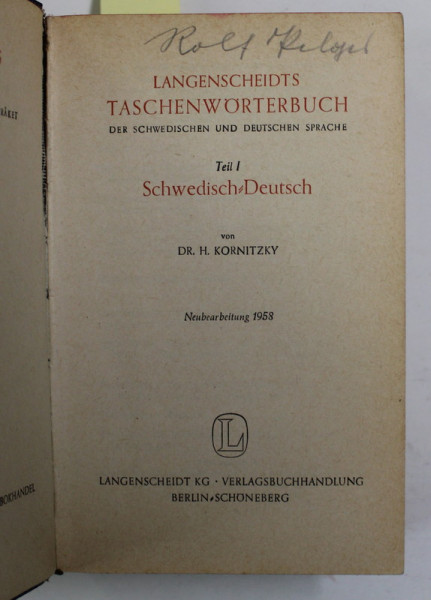 Rolf
LANGENSCHEIDTS
TASCHENWÖRTERBUCH
DER SCHWEDISCHEN UND DEUTSCHEN SPRACHE
Teil I
Schwedisch-Deutsch
von
DR. H. KORNITZKY
Neubearbeitung 1958
L
LANGENSCHEIDT KG · VERLAGSBUCHHANDLUNG
BERLIN-SCHÖNEBERG